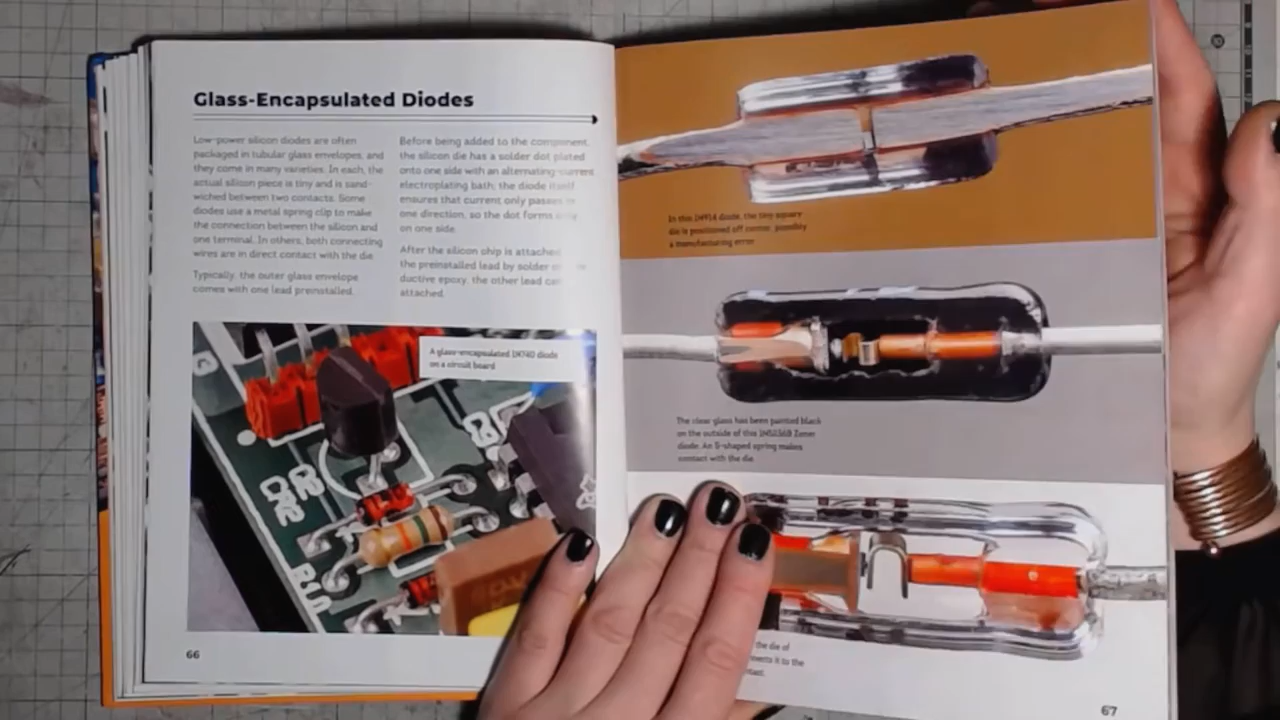 Glass-Encapsulated Diodes
Low-power silicon diodes are often
packaged in tubular glass envelopes, and
they come in many varieties. In each, the
actual silicon piece is tiny and is sand-
wiched between two contacts. Some
diodes use a metal spring clip to make
the connection between the silicon and
one terminal. In others, both connecting
wires are in direct contact with the die.
Typically, the outer glass envelope
comes with one lead preinstalled.
Before being added to the component,
the silicon die has a solder dot plated
onto one side with an alternating-current
electroplating bath; the diode itself
ensures that current only passes in
one direction, so the dot forms only
on one side.
After the silicon chip is attached
the preinstalled lead by solder
ductive epoxy, the other lead can
attached.
A glass-encapsulated diode
on a circuit board
66
In this 1N914 diode, the tiny square
die is positioned off center, possibly
a manufacturing error.
The clear glass has been painted black
on the outside of this Zener
diode. An S-shaped spring makes
contact with the die.
the die of
to the
67